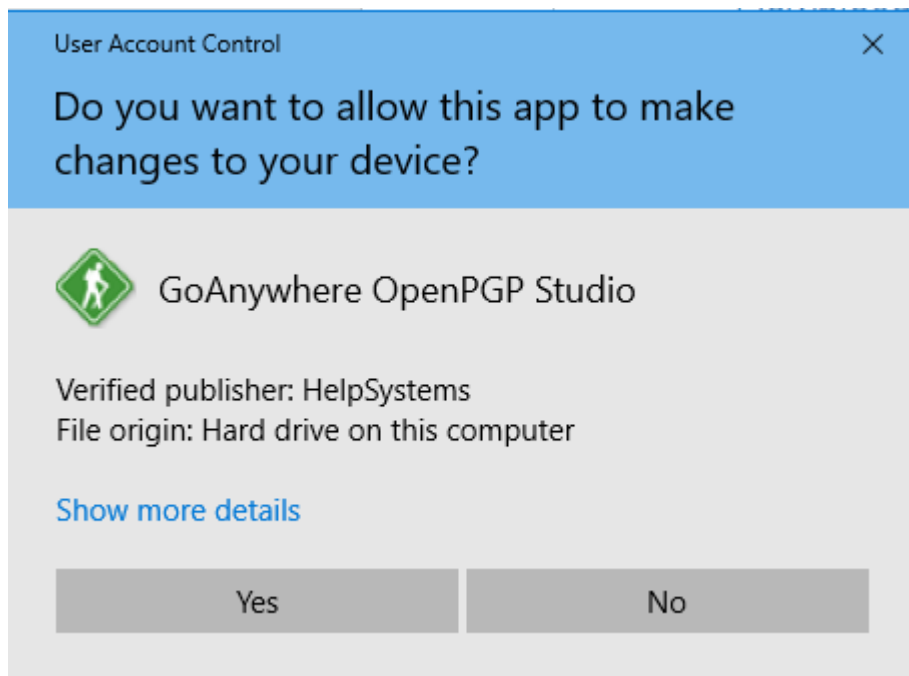 User Account Control
Do you want to allow this app to make
changes to your device?
GoAnywhere OpenPGP Studio
Verified publisher: HelpSystems
File origin: Hard drive on this computer
Show more details
Yes
No